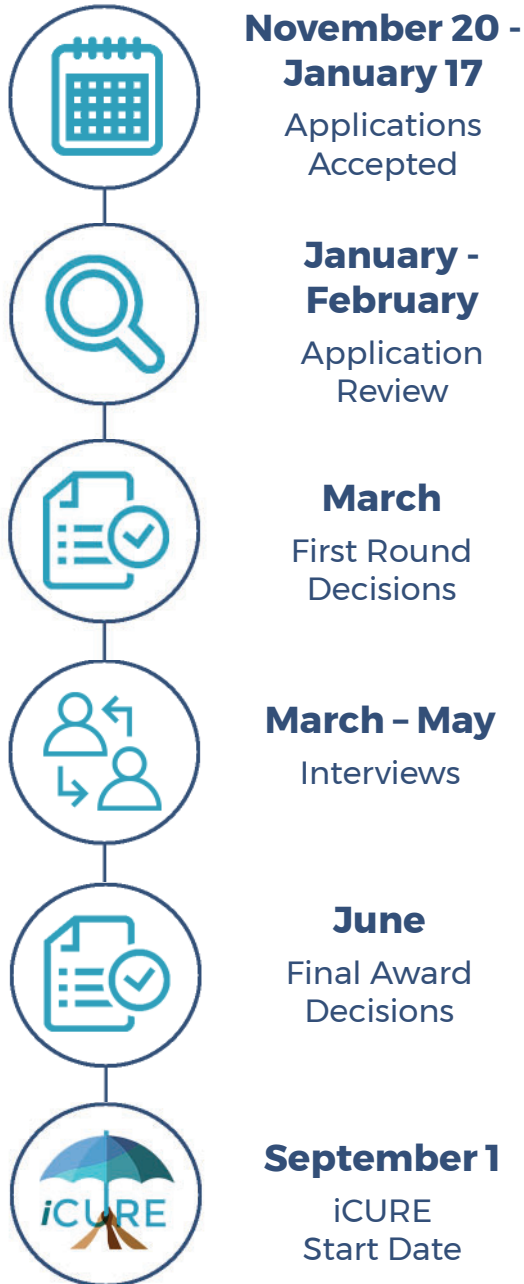 November 20 -
January 17
Applications
Accepted
January -
February
Application
Review
March
First Round
Decisions
March – May
Interviews
June
Final Award
Decisions
iCURE
September 1
iCURE
Start Date